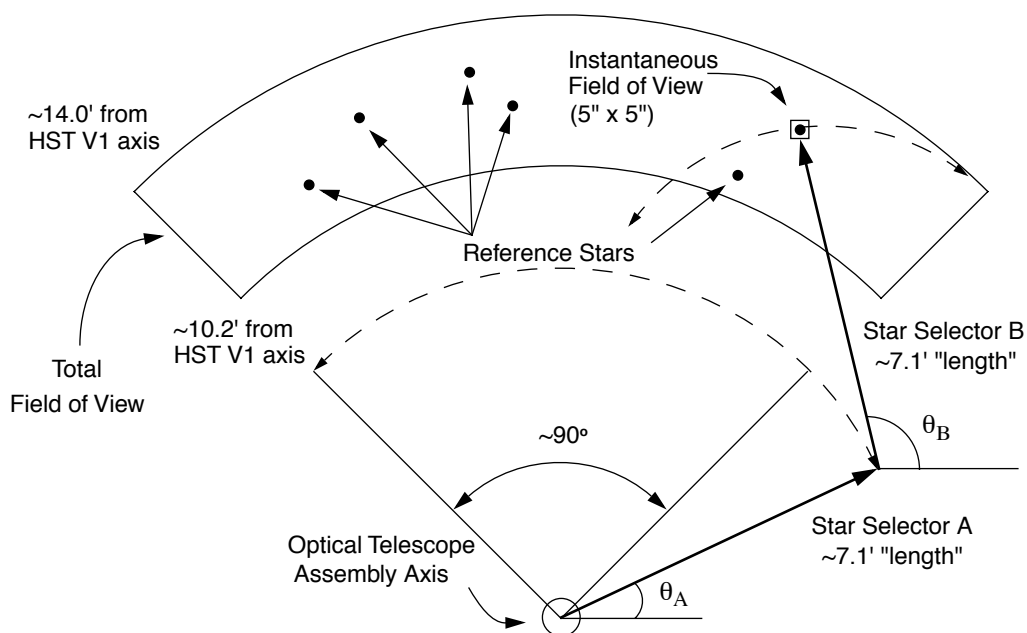 ~14.0' from
HST V1 axis
Instantaneous
Field of View
(5" x 5")
Reference Stars
~10.2' from
HST V1 axis
Total
Field of View
Star Selector B
~7.1' "length"
~90º
θB
Star Selector A
~7.1' "length"
Optical Telescope
Assembly Axis
θA